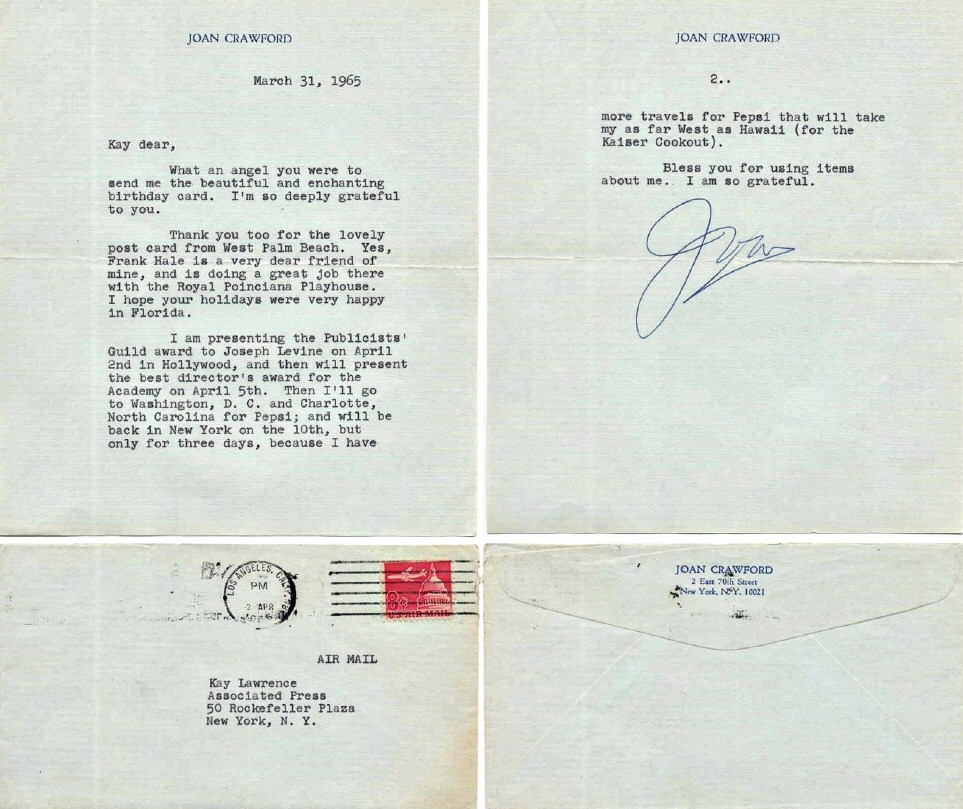 JOAN CRAWFORD
March 31, 1965
Kay dear,
What an angel you were to
send me the beautiful and enchanting
birthday card. I'm so deeply grateful
to you.
Thank you too for the lovely
post card from West Palm Beach. Yes,
Frank Hale is a very dear friend of
mine, and is doing a great job there
with the Royal Poinciana Playhouse.
I hope your holidays were very happy
in Florida.
I am presenting the Publicists'
Guild award to Joseph Levine on April
2nd in Hollywood, and then will present
the best director's award for the
Academy on April 5th. Then I'll go
to Washington, D. C. and Charlotte,
North Carolina for Pepsi; and will be
back in New York on the 10th, but
only for three days, because I have
JOAN CRAWFORD
2..
more travels for Pepsi that will take
my as far West as Hawaii (for the
Kaiser Cookout).
Bless you for using items
about me.. I am so grateful.
Joan
LOS ANGELES, CALIF.
PM
2 APR
8¢
U.S. AIR MAIL
AIR MAIL
Kay Lawrence
Associated Press
50 Rockefeller Plaza
New York, N. Y.
JOAN CRAWFORD
2 East 70th Street
New York, N.Y. 10021